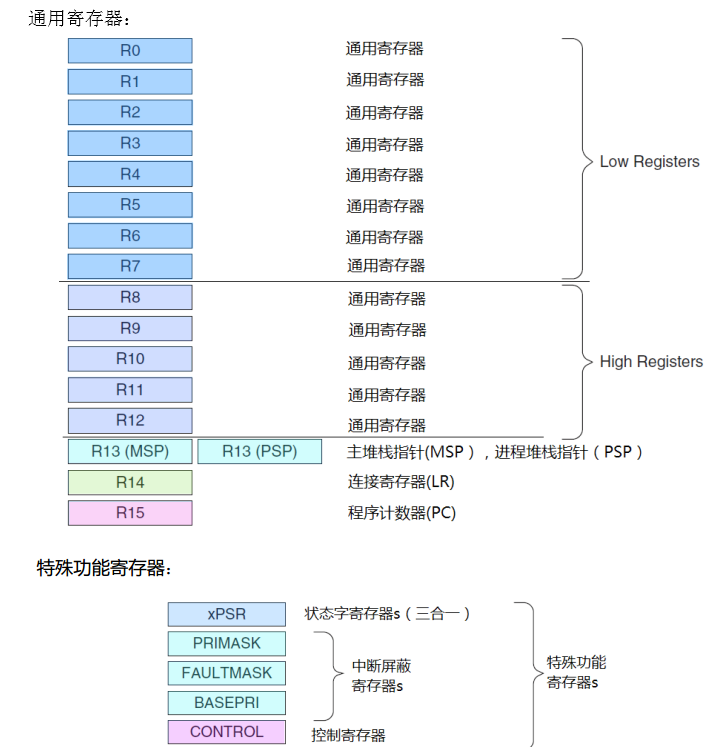 通用寄存器：
R0 通用寄存器
R1 通用寄存器
R2 通用寄存器
R3 通用寄存器
R4 通用寄存器
R5 通用寄存器
R6 通用寄存器
R7 通用寄存器
Low Registers
R8 通用寄存器
R9 通用寄存器
R10 通用寄存器
R11 通用寄存器
R12 通用寄存器
High Registers
R13 (MSP) R13 (PSP) 主堆栈指针(MSP），进程堆栈指针（PSP）
R14 连接寄存器(LR)
R15 程序计数器(PC)
特殊功能寄存器：
xPSR 状态字寄存器s（三合一）
PRIMASK
FAULTMASK
BASEPRI
中断屏蔽
寄存器s
CONTROL 控制寄存器
特殊功能
寄存器s